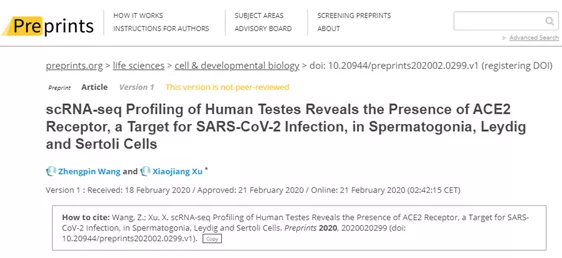 Preprints
HOW IT WORKS
INSTRUCTIONS FOR AUTHORS
SUBJECT AREAS
ADVISORY BOARD
SCREENING PREPRINTS
ABOUT
Advanced Search
preprints.org > life sciences > cell & developmental biology > doi: 10.20944/preprints202002.0299.v1 (registering DOI)
Preprint Article Version 1 This version is not peer-reviewed
scRNA-seq Profiling of Human Testes Reveals the Presence of ACE2
Receptor, a Target for SARS-CoV-2 Infection, in Spermatogonia, Leydig
and Sertoli Cells
Zhengpin Wang and Xiaojiang Xu *
Version 1 : Received: 18 February 2020 / Approved: 21 February 2020 / Online: 21 February 2020 (02:42:15 CET)
How to cite: Wang, Z.; Xu, X. scRNA-seq Profiling of Human Testes Reveals the Presence of ACE2 Receptor, a Target for SARS-
CoV-2 Infection, in Spermatogonia, Leydig and Sertoli Cells. Preprints 2020, 2020020299 (doi:
10.20944/preprints202002.0299.v1). Copy